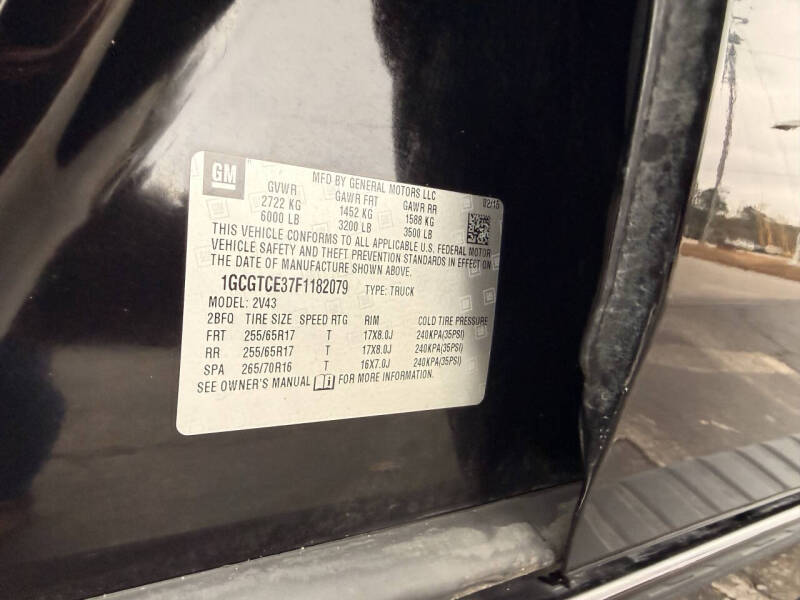 GM
MFD BY GENERAL MOTORS LLC
02/15
GVWR GAWR FRT GAWR RR
2722 KG 1452 KG 1588 KG
6000 LB 3200 LB 3500 LB
THIS VEHICLE CONFORMS TO ALL APPLICABLE U.S. FEDERAL MOTOR
VEHICLE SAFETY AND THEFT PREVENTION STANDARDS IN EFFECT ON
THE DATE OF MANUFACTURE SHOWN ABOVE.
1GCGTCE37F1182079 TYPE: TRUCK
MODEL: 2V43
2BFQ TIRE SIZE SPEED RTG RIM COLD TIRE PRESSURE
FRT 255/65R17 T 17X8.0J 240KPA(35PSI)
RR 255/65R17 T 17X8.0J 240KPA(35PSI)
SPA 265/70R16 T 16X7.0J 240KPA(35PSI)
SEE OWNER'S MANUAL FOR MORE INFORMATION.